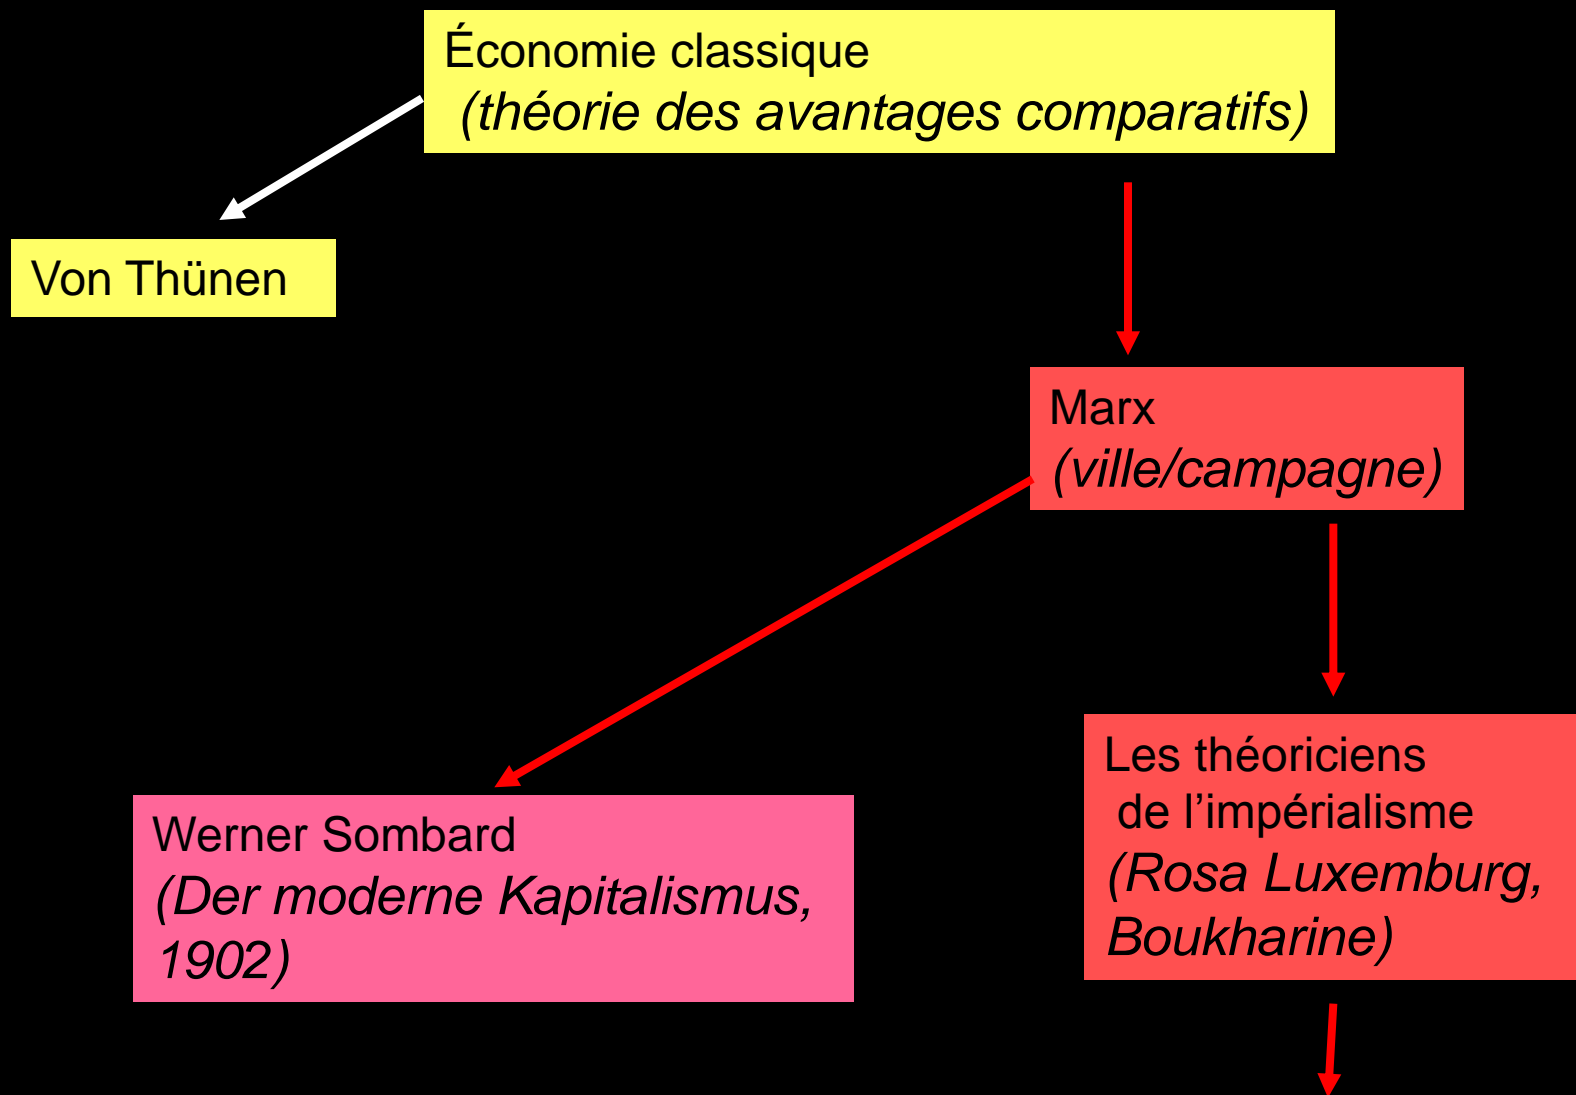 Économie classique
(théorie des avantages comparatifs)
Von Thünen
Marx
(ville/campagne)
Werner Sombard
(Der moderne Kapitalismus,
1902)
Les théoriciens
de l’impérialisme
(Rosa Luxemburg,
Boukharine)